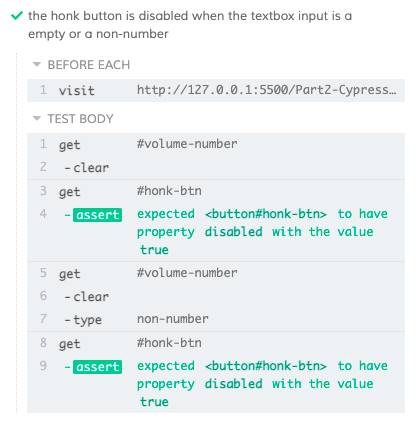 the honk button is disabled when the textbox input is a
empty or a non-number
BEFORE EACH
1 visit http://127.0.0.1:5500/Part2-Cypress…
TEST BODY
1 get #volume-number
2 -clear
3 get #honk-btn
4 -assert expected <button#honk-btn> to have
property disabled with the value
true
5 get #volume-number
6 -clear
7 -type non-number
8 get #honk-btn
9 -assert expected <button#honk-btn> to have
property disabled with the value
true